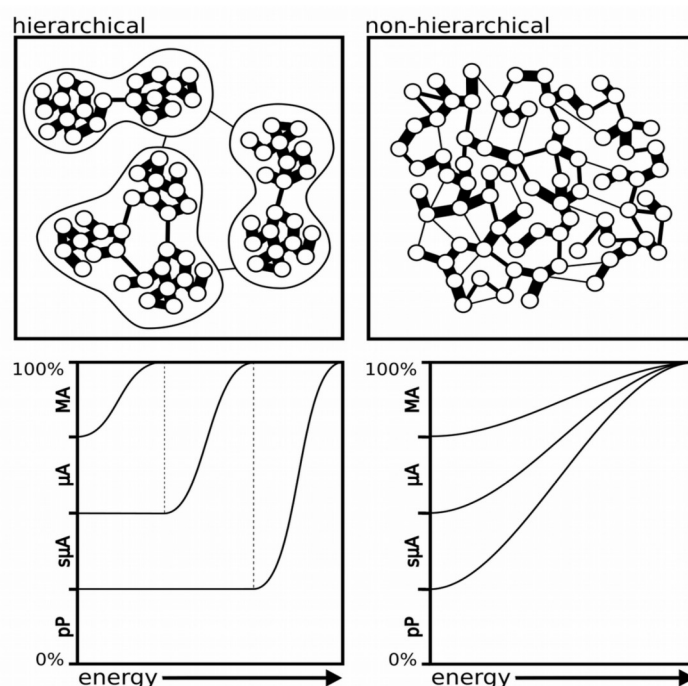 hierarchical
non-hierarchical
100%
MA
μA
sμA
pP
0%
energy
100%
MA
μA
sμA
pP
0%
energy